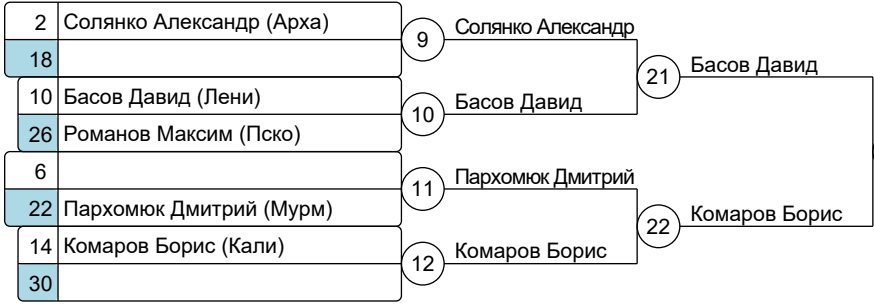 2 Солянко Александр (Арха)
18
9 Солянко Александр
10 Басов Давид (Лени)
26 Романов Максим (Пско)
10 Басов Давид
21 Басов Давид
6
22 Пархомюк Дмитрий (Мурм)
11 Пархомюк Дмитрий
14 Комаров Борис (Кали)
30
12 Комаров Борис
22 Комаров Борис